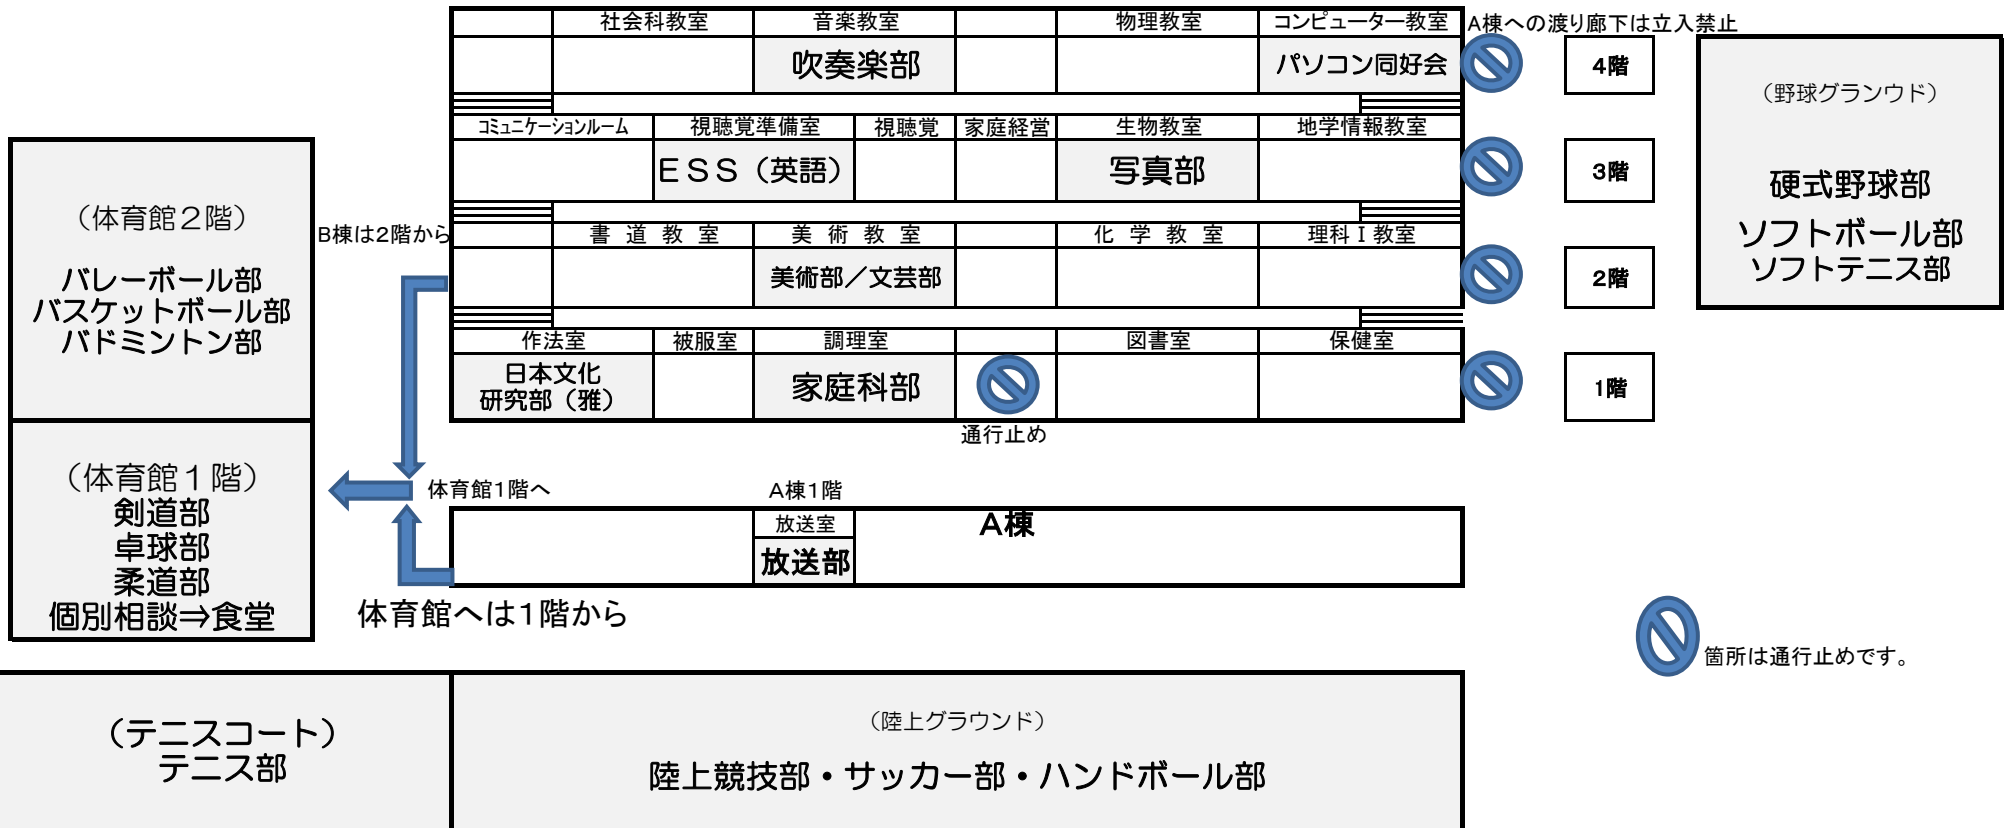 社会科教室 音楽教室 物理教室 コンピューター教室 A棟への渡り廊下は立入禁止
吹奏楽部 パソコン同好会 4階
コミュニケーションルーム 視聴覚準備室 視聴覚 家庭経営 生物教室 地学情報教室
ESS（英語） 写真部 3階
B棟は2階から 書道教室 美術教室 化学教室 理科Ⅰ教室
美術部／文芸部 2階
作法室 被服室 調理室 図書室 保健室
日本文化
研究部（雅）
家庭科部 1階
通行止め
（野球グランウド）
硬式野球部
ソフトボール部
ソフトテニス部
（体育館２階）
バレーボール部
バスケットボール部
バドミントン部
（体育館１階）
剣道部
卓球部
柔道部
個別相談⇒食堂
体育館1階へ A棟1階
放送室 A棟
放送部
体育館へは1階から
箇所は通行止めです。
（テニスコート）
テニス部
（陸上グラウンド）
陸上競技部・サッカー部・ハンドボール部